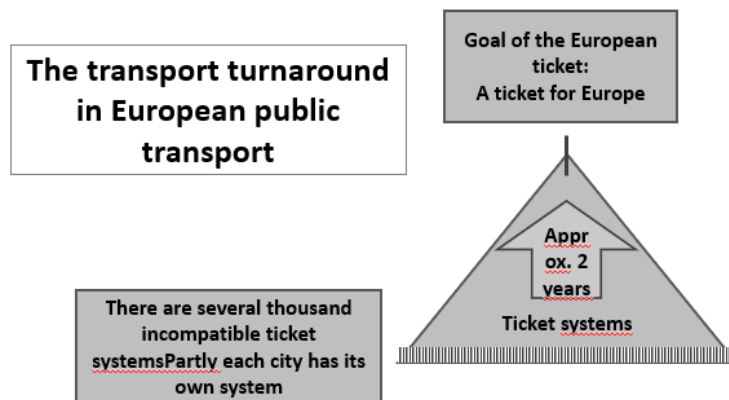 The transport turnaround
in European public
transport
Goal of the European
ticket:
A ticket for Europe
Appr
ox. 2
years
Ticket systems
There are several thousand
incompatible ticket
systemsPartly each city has its
own system